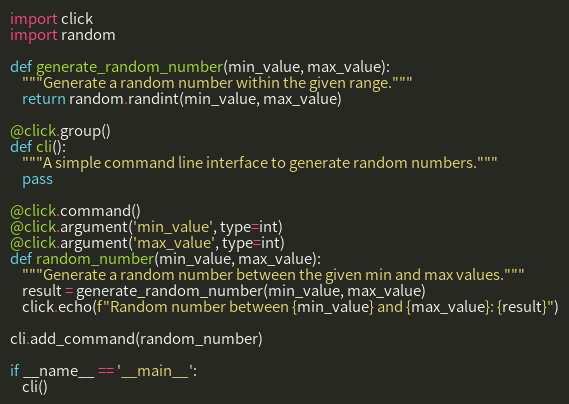 import click
import random

def generate_random_number(min_value, max_value):
    """Generate a random number within the given range."""
    return random.randint(min_value, max_value)

@click.group()
def cli():
    """A simple command line interface to generate random numbers."""
    pass

@click.command()
@click.argument('min_value', type=int)
@click.argument('max_value', type=int)
def random_number(min_value, max_value):
    """Generate a random number between the given min and max values."""
    result = generate_random_number(min_value, max_value)
    click.echo(f"Random number between {min_value} and {max_value}: {result}")

cli.add_command(random_number)

if __name__ == '__main__':
    cli()